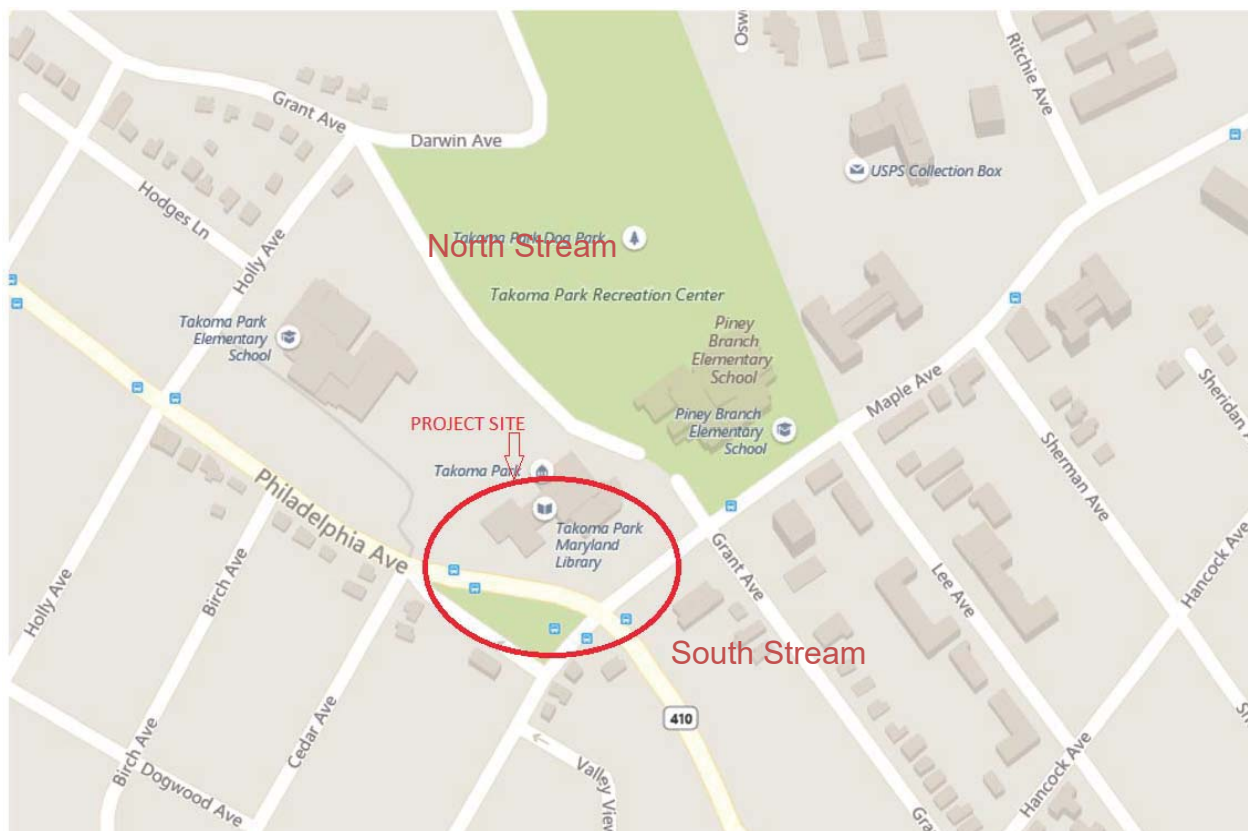 Grant Ave
Darwin Ave
Ritchie Ave
USPS Collection Box
Hodges Ln
Holly Ave
Takoma Park Dog Park
North Stream
Takoma Park Recreation Center
Takoma Park
Elementary
School
Piney
Branch
Elementary
School
Maple Ave
Piney Branch
Elementary
School
PROJECT SITE
Takoma Park
Takoma Park
Maryland
Library
Philadelphia Ave
Sherman Ave
Hancock Ave
Grant Ave
Lee Ave
Holly Ave
Birch Ave
South Stream
410
Cedar Ave
Birch Ave
Dogwood Ave
Valley View
Hancock Ave